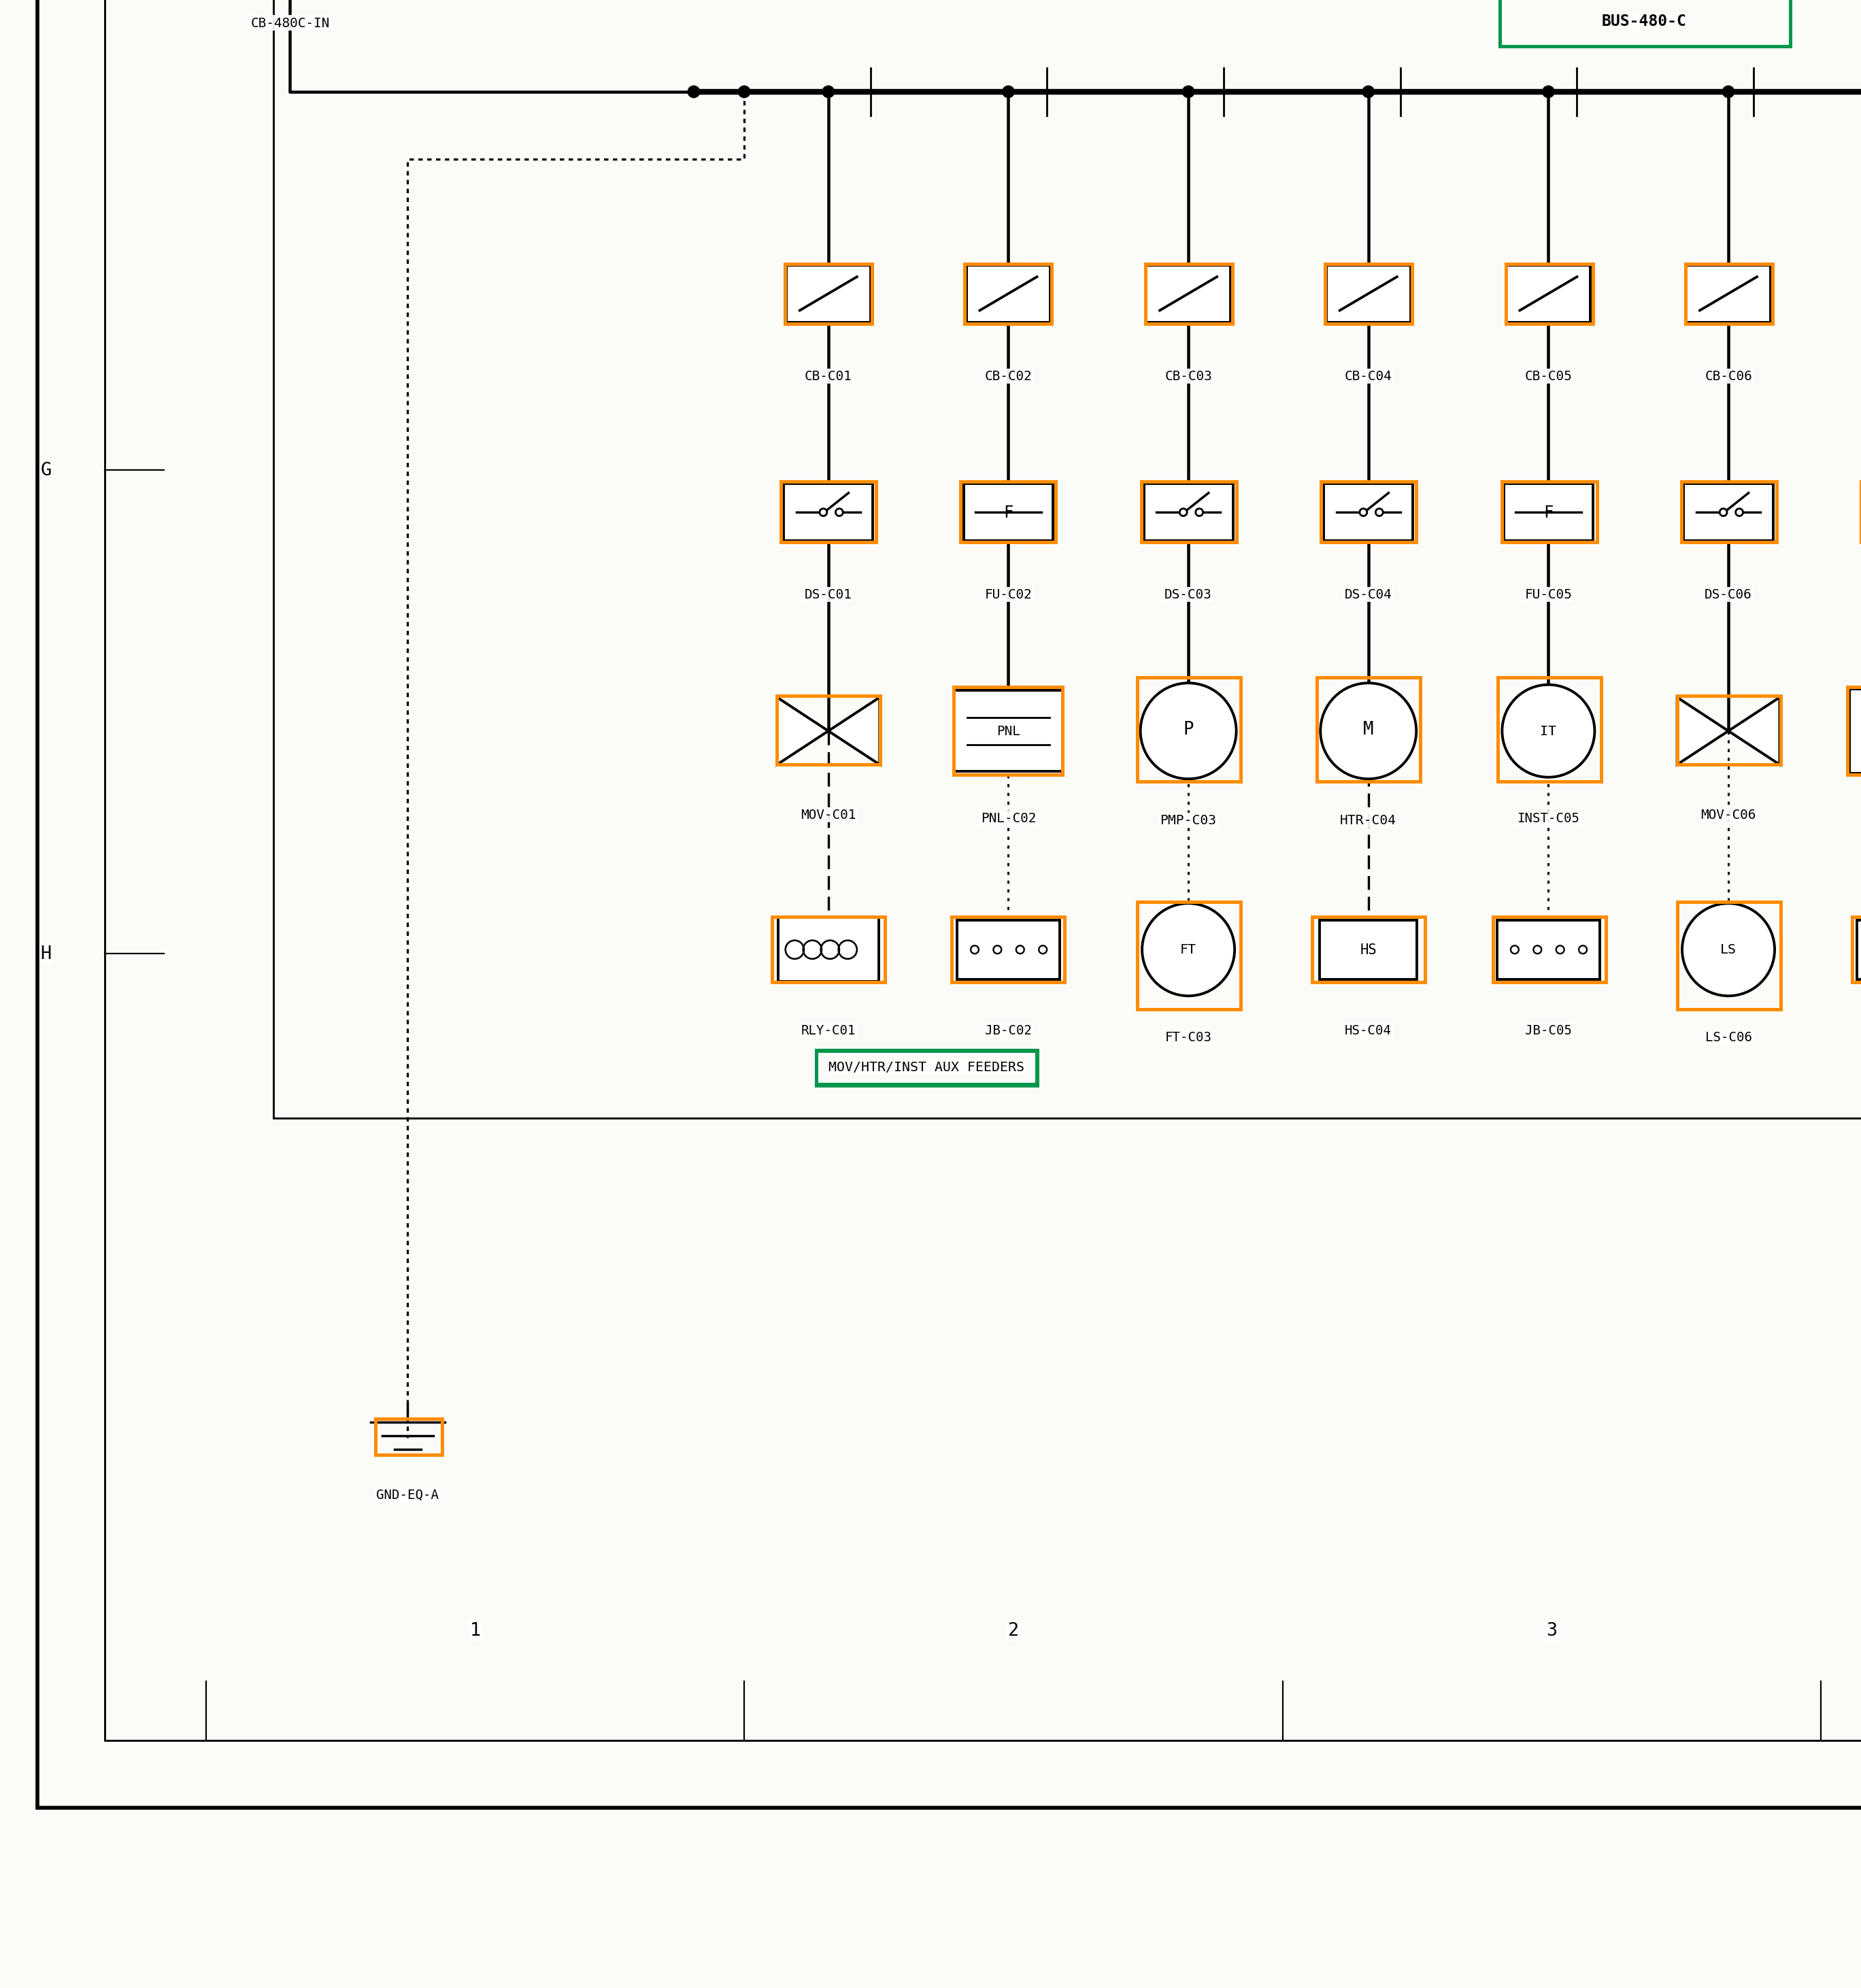 CB-480C-IN
BUS-480-C
CB-C01 CB-C02 CB-C03 CB-C04 CB-C05 CB-C06
G
F F
DS-C01 FU-C02 DS-C03 DS-C04 FU-C05 DS-C06
PNL P M IT
MOV-C01 PNL-C02 PMP-C03 HTR-C04 INST-C05 MOV-C06
H
FT HS LS
RLY-C01 JB-C02 FT-C03 HS-C04 JB-C05 LS-C06
MOV/HTR/INST AUX FEEDERS
GND-EQ-A
1 2 3